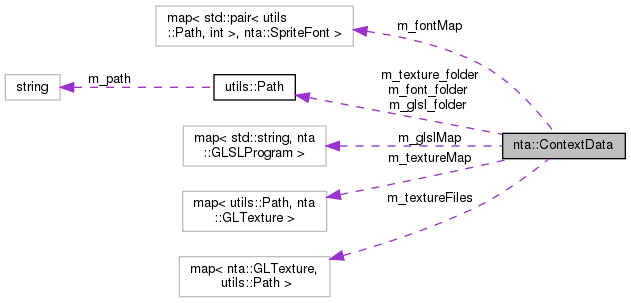 map< std::pair< utils
::Path, int >, nta::SpriteFont >
m_fontMap
string
m_path
utils::Path
m_texture_folder
m_font_folder
m_glsl_folder
map< std::string, nta
::GLSLProgram >
m_glslMap
nta::ContextData
m_textureMap
map< utils::Path, nta
::GLTexture >
m_textureFiles
map< nta::GLTexture,
utils::Path >